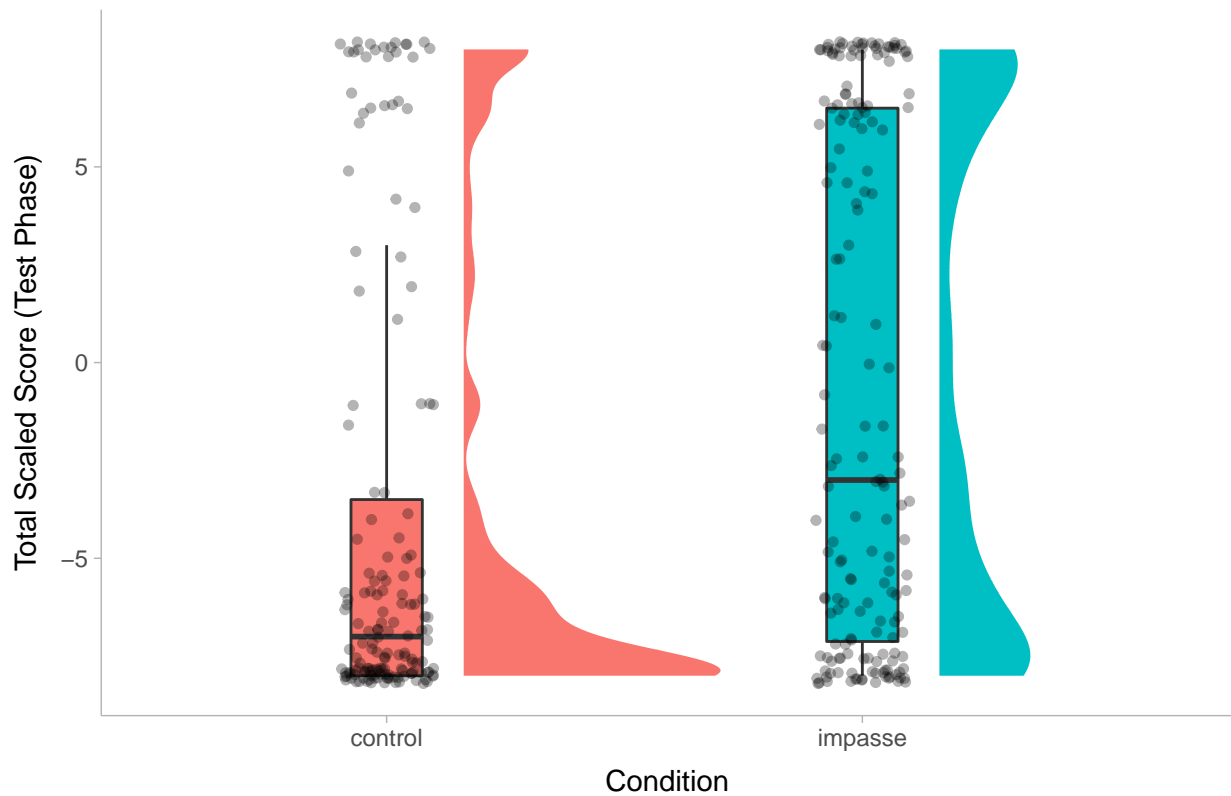 Total Scaled Score (Test Phase)
5
0
−5
control
impasse
Condition